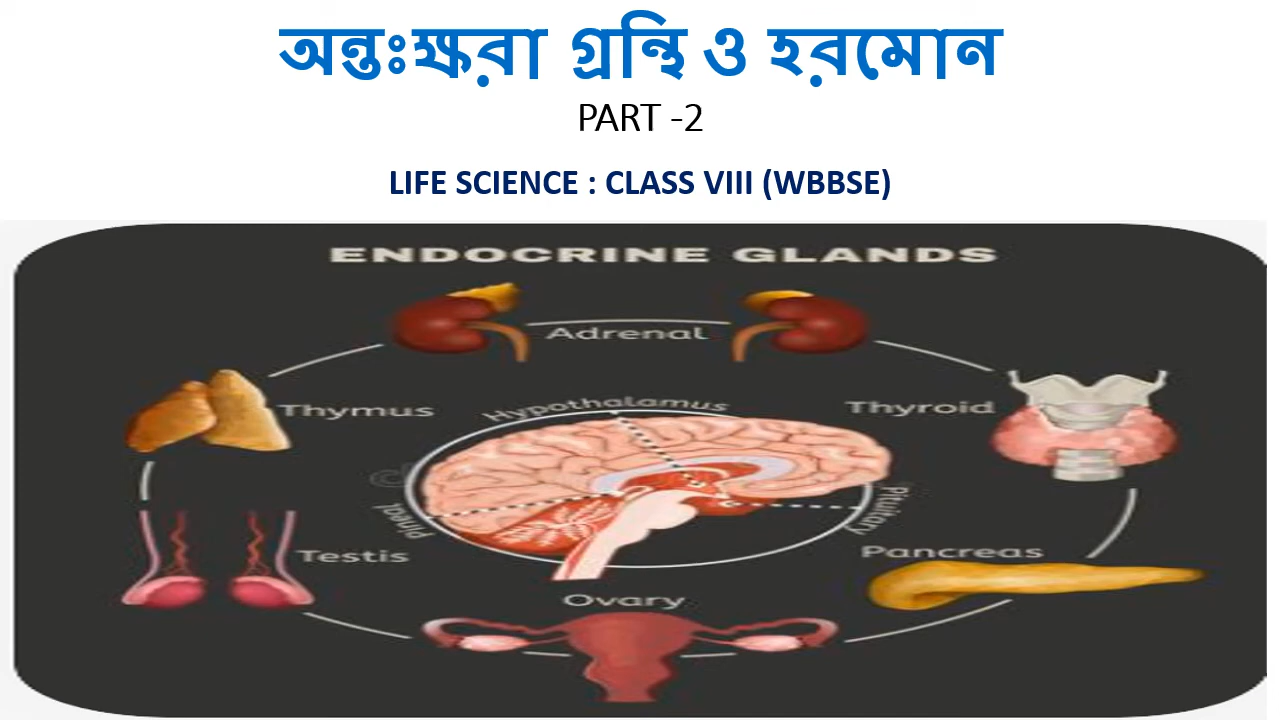 অন্তঃক্ষরা গ্রন্থি ও হরমোন
PART -2
LIFE SCIENCE : CLASS VIII (WBBSE)
ENDOCRINE GLANDS
Adrenal
Thymus
Hypothalamus
Thyroid
Pineal
Pituitary
Testis
Pancreas
Ovary